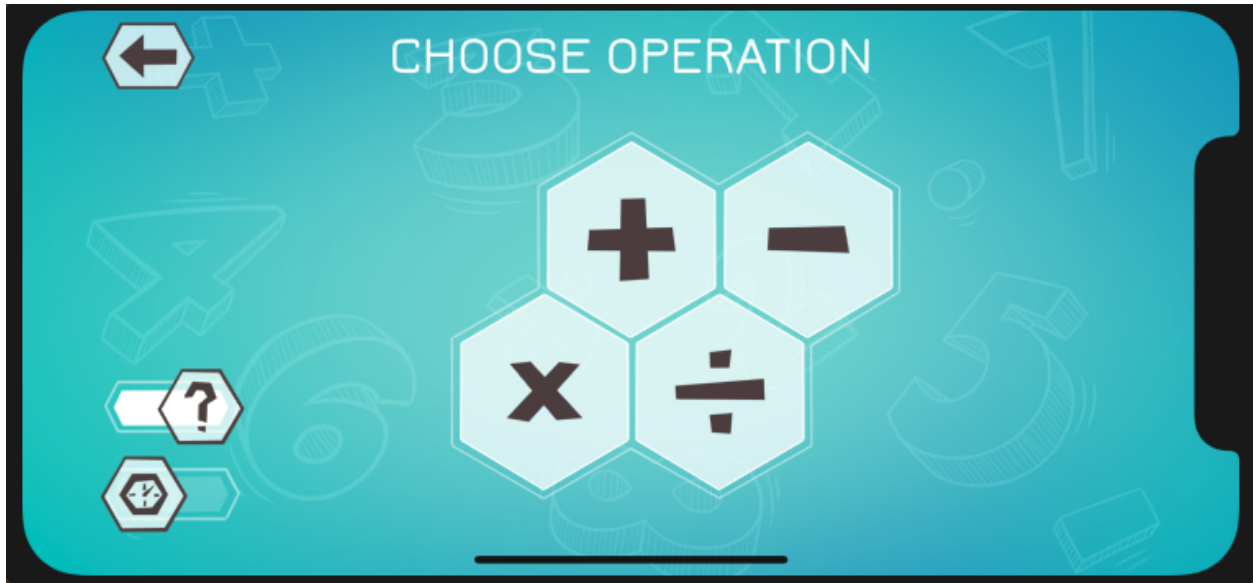 CHOOSE OPERATION
+ −
?
× ÷